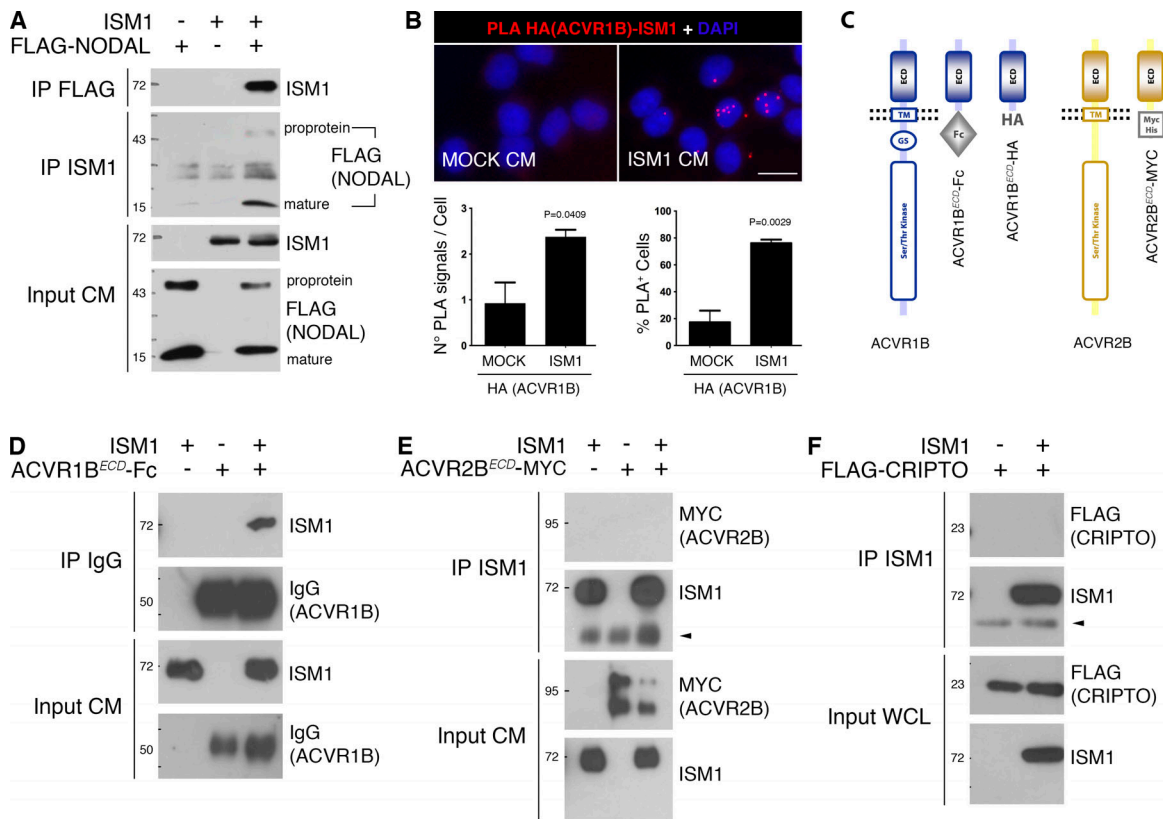 A
ISM1 - + +
FLAG-NODAL + - +
IP FLAG
72
ISM1
IP ISM1
43
15
proprotein
FLAG
(NODAL)
mature
Input CM
72
ISM1
43
15
proprotein
FLAG
(NODAL)
mature
B
PLA HA(ACVR1B)-ISM1 + DAPI
MOCK CM
ISM1 CM
N° PLA signals / Cell
3
2
1
0
P=0.0409
MOCK ISM1
HA (ACVR1B)
% PLA+ Cells
100
80
60
40
20
0
P=0.0029
MOCK ISM1
HA (ACVR1B)
C
ECD
TM
GS
Ser/Thr Kinase
ACVR1B
ECD
Fc
ACVR1BECD-Fc
ECD
HA
ACVR1BECD-HA
ECD
TM
Ser/Thr Kinase
ACVR2B
ECD
Myc
His
ACVR2BECD-MYC
D
ISM1 + - +
ACVR1BECD-Fc - + +
IP IgG
72
ISM1
50
IgG
(ACVR1B)
Input CM
72
ISM1
50
IgG
(ACVR1B)
E
ISM1 + - +
ACVR2BECD-MYC - + +
IP ISM1
95
MYC
(ACVR2B)
72
ISM1
Input CM
95
MYC
(ACVR2B)
72
ISM1
F
ISM1 - +
FLAG-CRIPTO + +
IP ISM1
23
FLAG
(CRIPTO)
72
ISM1
Input WCL
23
FLAG
(CRIPTO)
72
ISM1